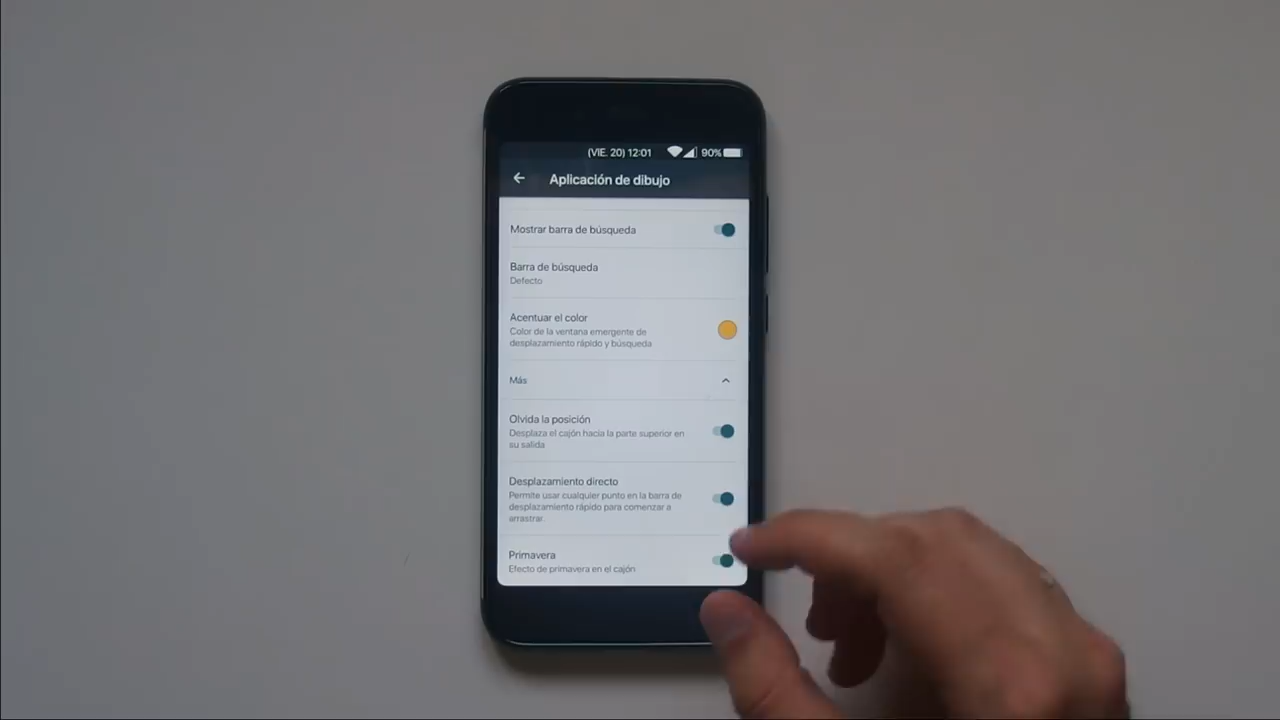 (VIE. 20) 12:01 90%
Aplicación de dibujo
Mostrar barra de búsqueda
Barra de búsqueda
Defecto
Acentuar el color
Color de la ventana emergente de
desplazamiento rápido y búsqueda
Más
Olvida la posición
Desplaza el cajón hacía la parte superior en
su salida
Desplazamiento directo
Permite usar cualquier punto en la barra de
desplazamiento rápido para comenzar a
arrastrar.
Primavera
Efecto de primavera en el cajón